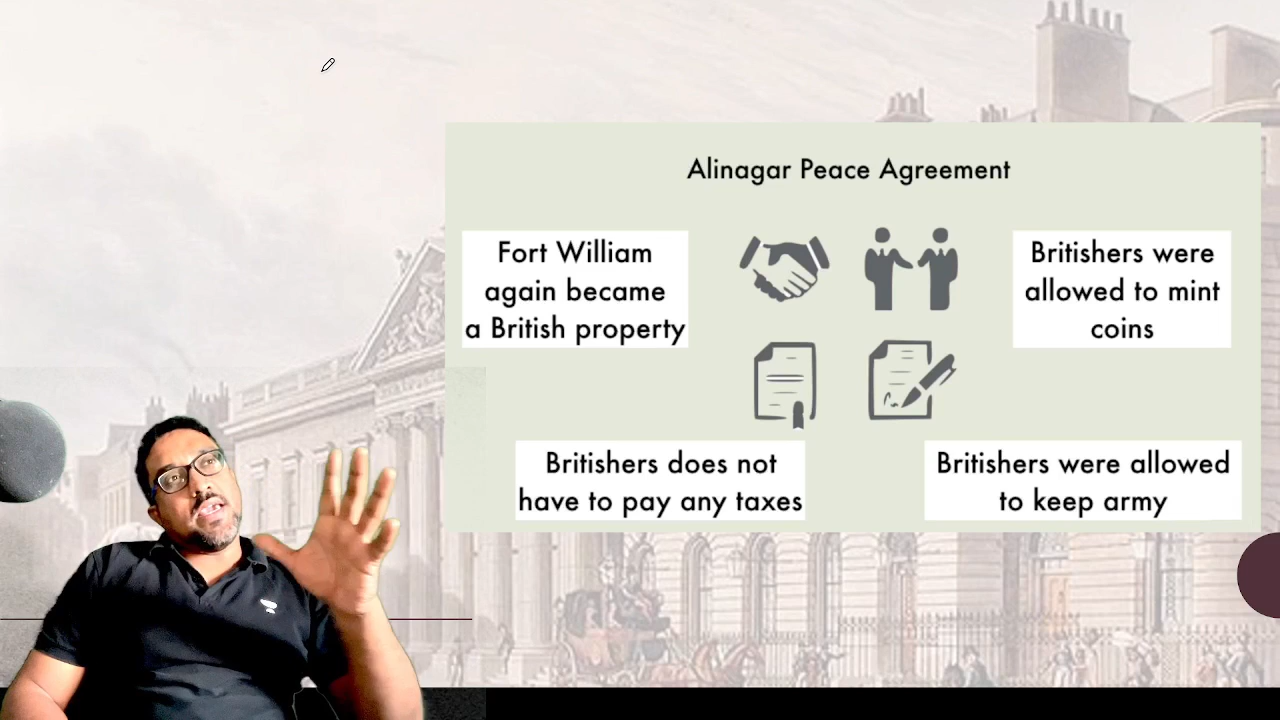 Alinagar Peace Agreement
Fort William
again became
a British property
Britishers were
allowed to mint
coins
Britishers does not
have to pay any taxes
Britishers were allowed
to keep army